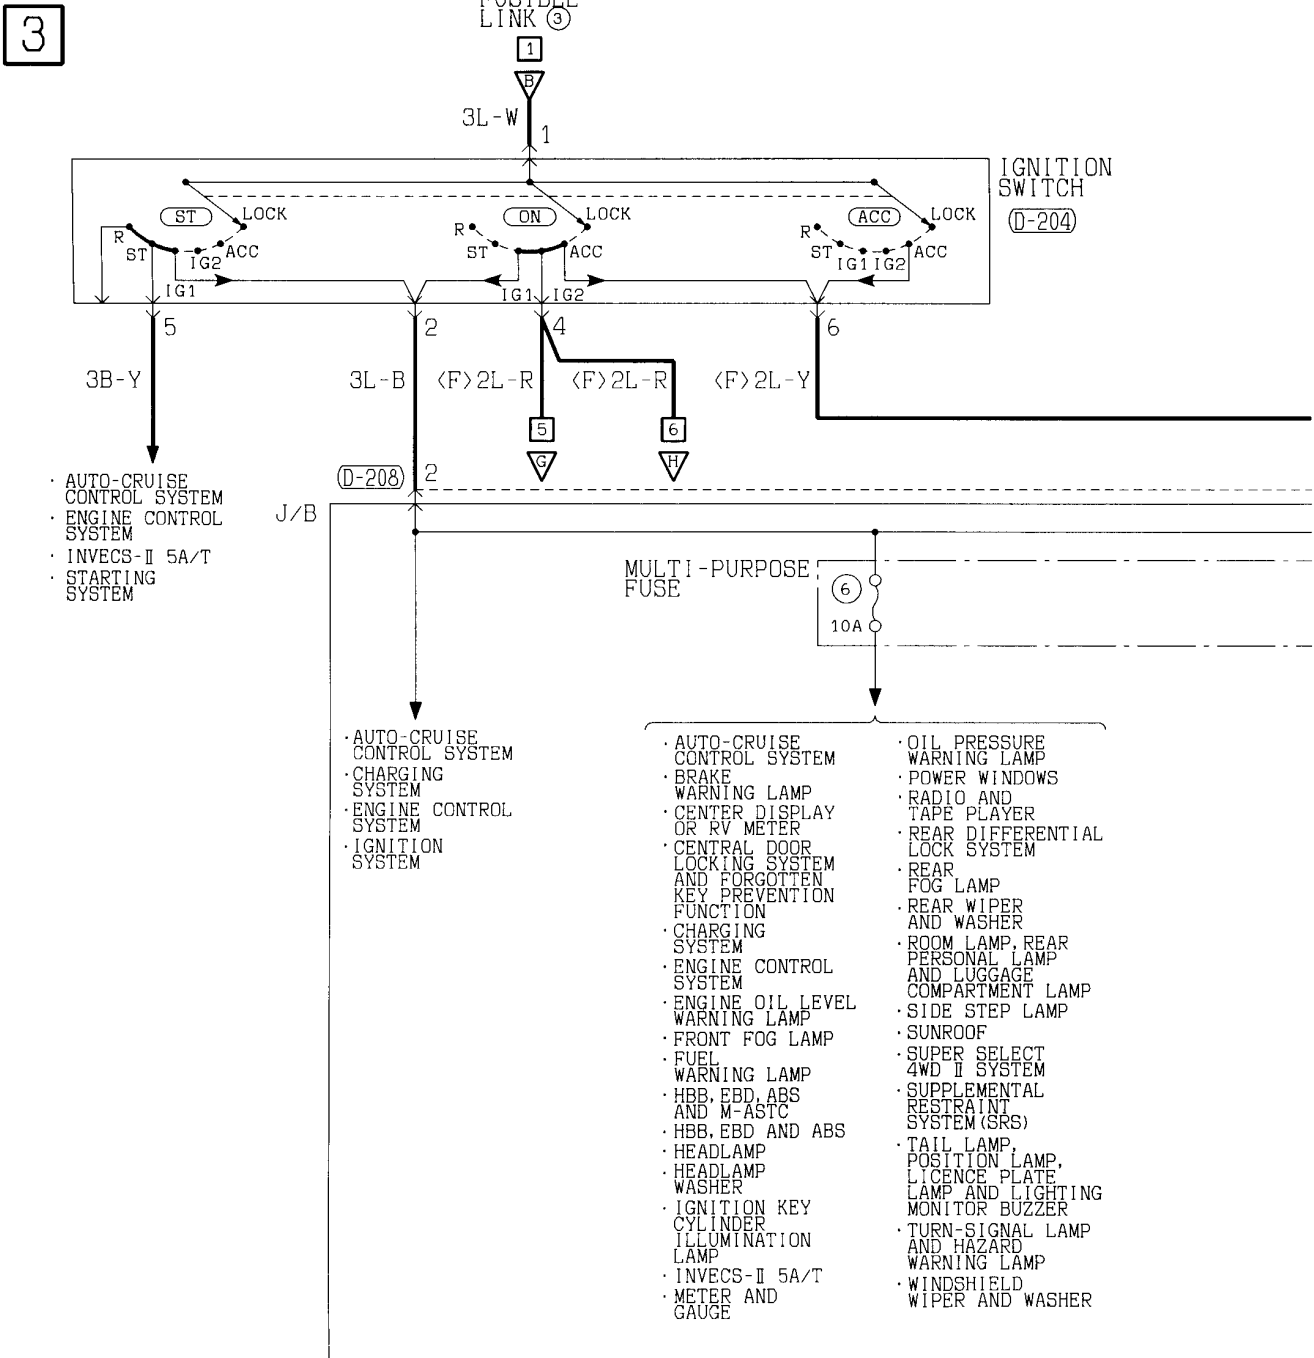 3
FUSIBLE
LINK ③
1
B
3L-W
1
IGNITION
SWITCH
(D-204)
ST
LOCK
R
ST
IG2
ACC
IG1
ON
LOCK
R
ST
ACC
IG1
IG2
ACC
LOCK
R
ST
IG1
IG2
ACC
5
2
4
6
3B-Y
3L-B
<F>2L-R
<F>2L-R
<F>2L-Y
5
G
6
H
(D-208)
2
J/B
· AUTO-CRUISE
CONTROL SYSTEM
· ENGINE CONTROL
SYSTEM
· INVECS-Ⅱ 5A/T
· STARTING
SYSTEM
MULTI-PURPOSE
FUSE
⑥
10A
· AUTO-CRUISE
CONTROL SYSTEM
· CHARGING
SYSTEM
· ENGINE CONTROL
SYSTEM
· IGNITION
SYSTEM
· AUTO-CRUISE
CONTROL SYSTEM
· BRAKE
WARNING LAMP
· CENTER DISPLAY
OR RV METER
· CENTRAL DOOR
LOCKING SYSTEM
AND FORGOTTEN
KEY PREVENTION
FUNCTION
· CHARGING
SYSTEM
· ENGINE CONTROL
SYSTEM
· ENGINE OIL LEVEL
WARNING LAMP
· FRONT FOG LAMP
· FUEL
WARNING LAMP
· HBB, EBD, ABS
AND M-ASTC
· HBB, EBD AND ABS
· HEADLAMP
· HEADLAMP
WASHER
· IGNITION KEY
CYLINDER
ILLUMINATION
LAMP
· INVECS-Ⅱ 5A/T
· METER AND
GAUGE
· OIL PRESSURE
WARNING LAMP
· POWER WINDOWS
· RADIO AND
TAPE PLAYER
· REAR DIFFERENTIAL
LOCK SYSTEM
· REAR
FOG LAMP
· REAR WIPER
AND WASHER
· ROOM LAMP, REAR
PERSONAL LAMP
AND LUGGAGE
COMPARTMENT LAMP
· SIDE STEP LAMP
· SUNROOF
· SUPER SELECT
4WD Ⅱ SYSTEM
· SUPPLEMENTAL
RESTRAINT
SYSTEM(SRS)
· TAIL LAMP,
POSITION LAMP,
LICENCE PLATE
LAMP AND LIGHTING
MONITOR BUZZER
· TURN-SIGNAL LAMP
AND HAZARD
WARNING LAMP
· WINDSHIELD
WIPER AND WASHER